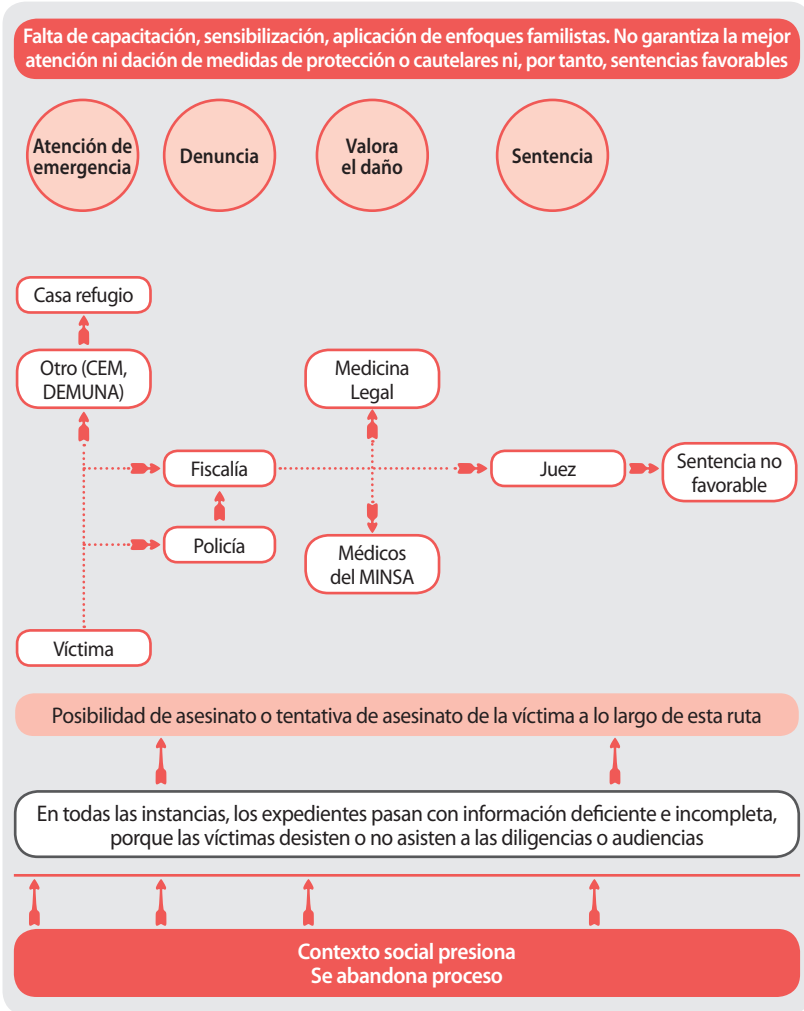 Falta de capacitación, sensibilización, aplicación de enfoques familistas. No garantiza la mejor
atención ni dación de medidas de protección o cautelares ni, por tanto, sentencias favorables
Atención de
emergencia
Denuncia
Valora
el daño
Sentencia
Casa refugio
Otro (CEM,
DEMUNA)
Medicina
Legal
Fiscalía
Juez
Sentencia no
favorable
Policía
Médicos
del MINSA
Víctima
Posibilidad de asesinato o tentativa de asesinato de la víctima a lo largo de esta ruta
En todas las instancias, los expedientes pasan con información deficiente e incompleta,
porque las víctimas desisten o no asisten a las diligencias o audiencias
Contexto social presiona
Se abandona proceso